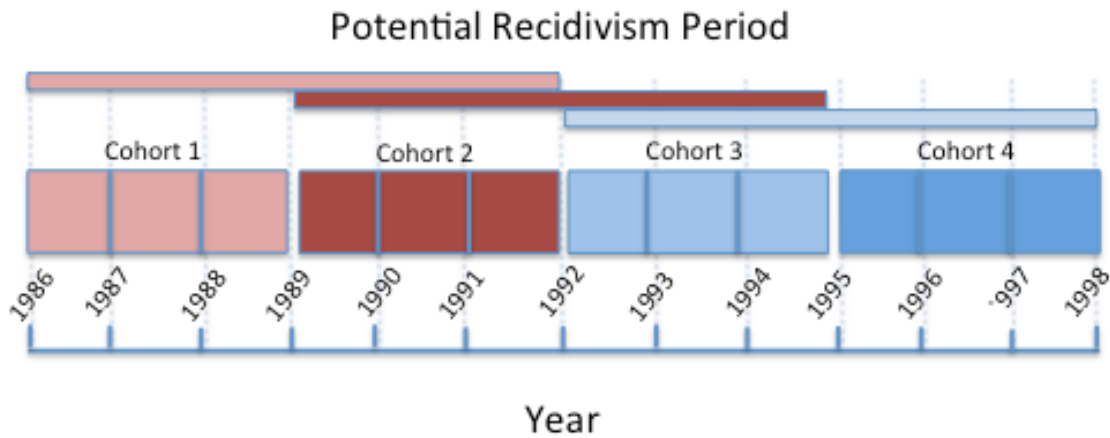 Potential Recidivism Period
Cohort 1 Cohort 2 Cohort 3 Cohort 4
1986 1987 1988 1989 1990 1991 1992 1993 1994 1995 1996 '997 1998
Year